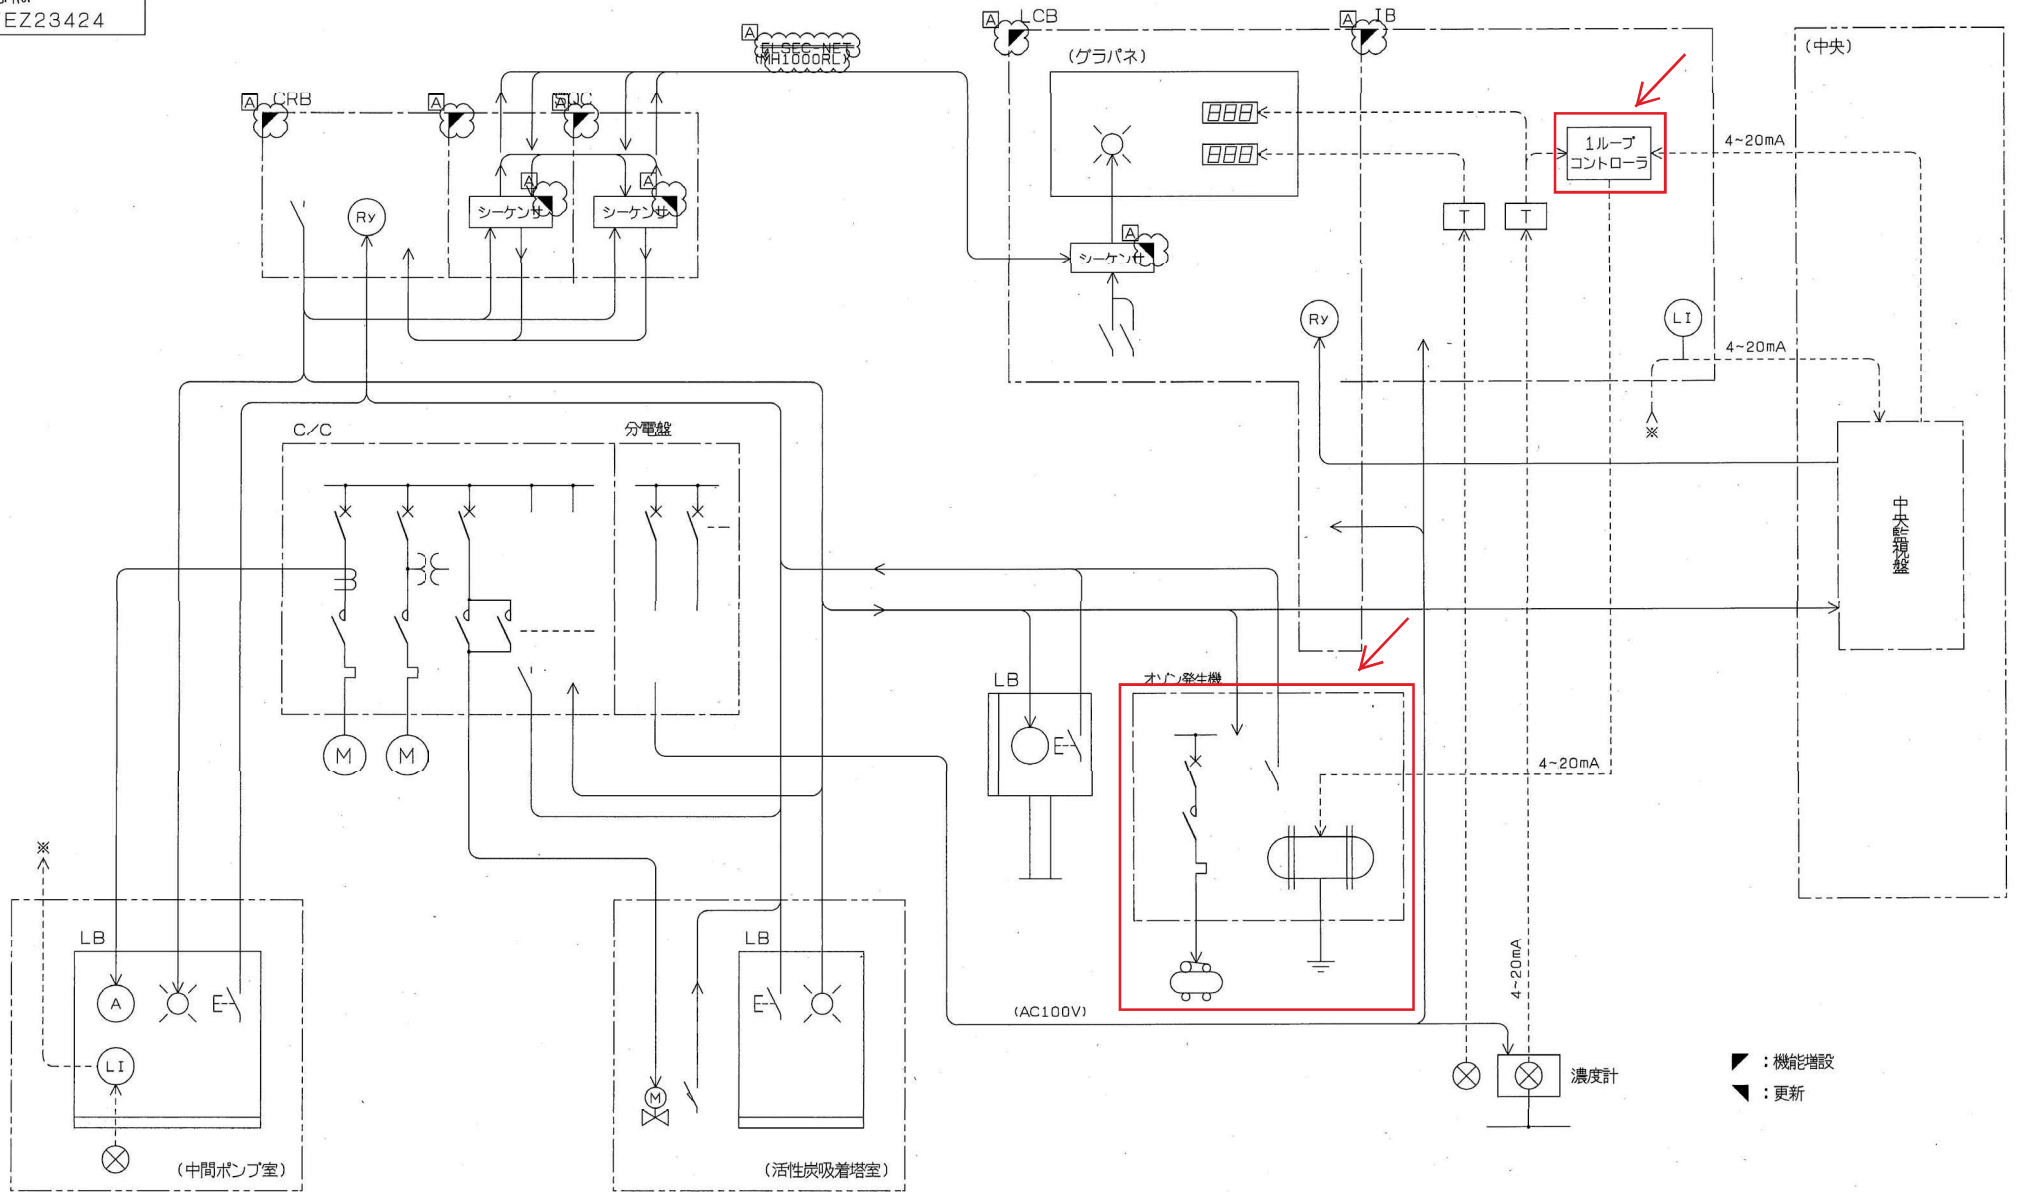 EZ23424
A
ELSEC-NET
(MH1000RL)
A
LCB
A
IB
(中央)
(グラパネ)
A
CRB
A
A
1ループ
コントローラ
4~20mA
A
A
Ry
シーケンサ
シーケンサ
T
T
A
シーケンサ
Ry
LI
4~20mA
※
C/C
分電盤
中央監視盤
LB
オゾン発生機
E
M
M
4~20mA
※
LB
LB
A
E
E
4~20mA
(AC100V)
LI
M
濃度計
:機能増設
:更新
(中間ポンプ室)
(活性炭吸着塔室)